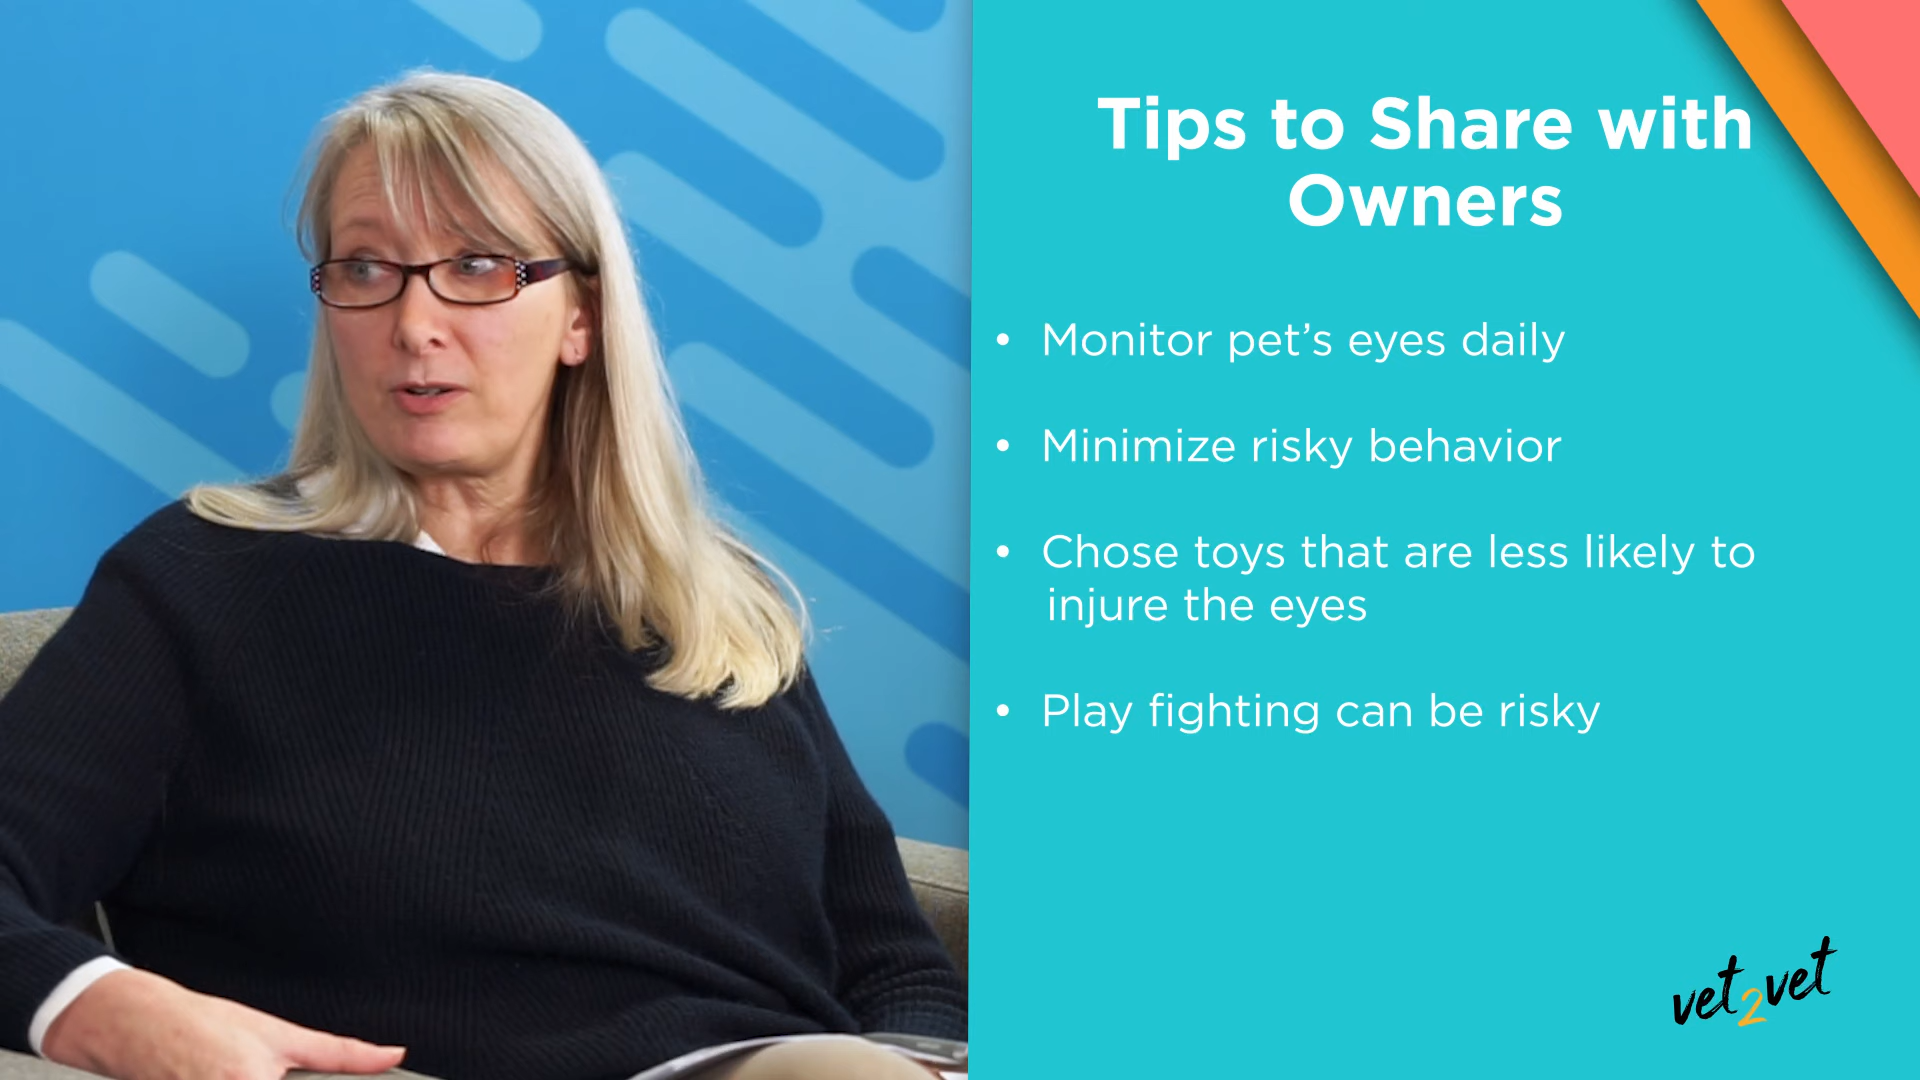 Tips to Share with
Owners
• Monitor pet’s eyes daily
• Minimize risky behavior
• Chose toys that are less likely to
injure the eyes
• Play fighting can be risky
vet2vet